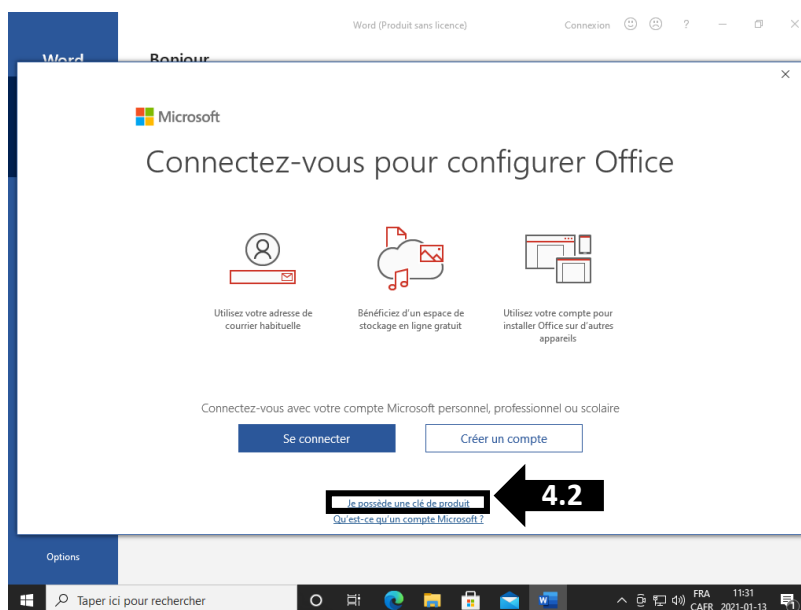 Word (Produit sans licence)
Connexion
?
Word
Bonjour
Microsoft
Connectez-vous pour configurer Office
Utilisez votre adresse de
courrier habituelle
Bénéficiez d'un espace de
stockage en ligne gratuit
Utilisez votre compte pour
installer Office sur d'autres
appareils
Connectez-vous avec votre compte Microsoft personnel, professionnel ou scolaire
Se connecter
Créer un compte
Je possède une clé de produit
4.2
Qu'est-ce qu'un compte Microsoft ?
Options
Taper ici pour rechercher
FRA
CAFR
11:31
2021-01-13